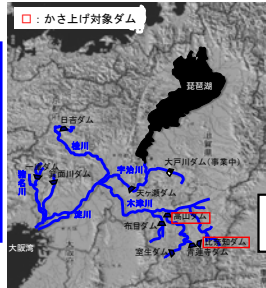 □：かさ上げ対象ダム
琵琶湖
日吉ダム
桂川
宇治川
大戸川ダム(事業中)
一庫ダム
箕面川ダム
猪名川
天ヶ瀬ダム
木津川
淀川
高山ダム
布目ダム
大阪湾
比奈知ダム
室生ダム
青蓮寺ダム